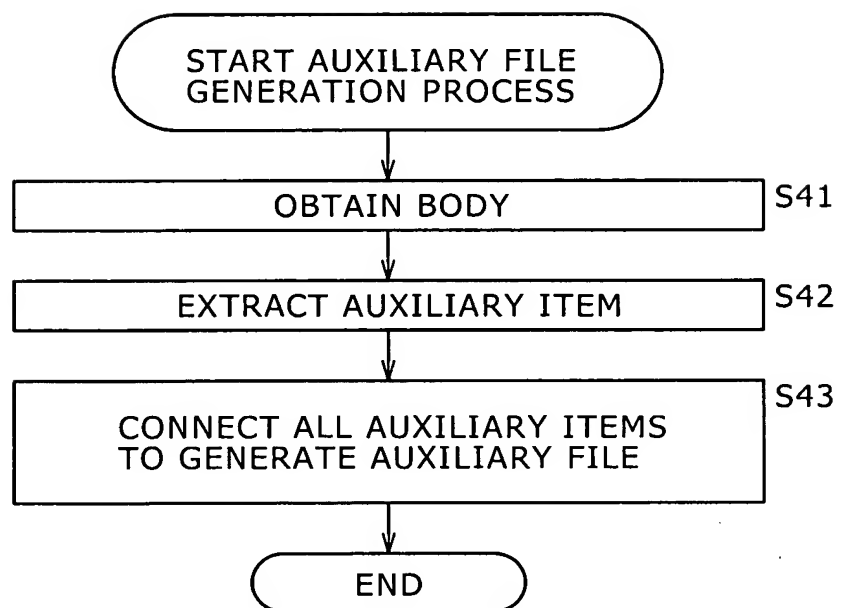 START AUXILIARY FILE
GENERATION PROCESS
OBTAIN BODY
S41
EXTRACT AUXILIARY ITEM
S42
CONNECT ALL AUXILIARY ITEMS
TO GENERATE AUXILIARY FILE
S43
END